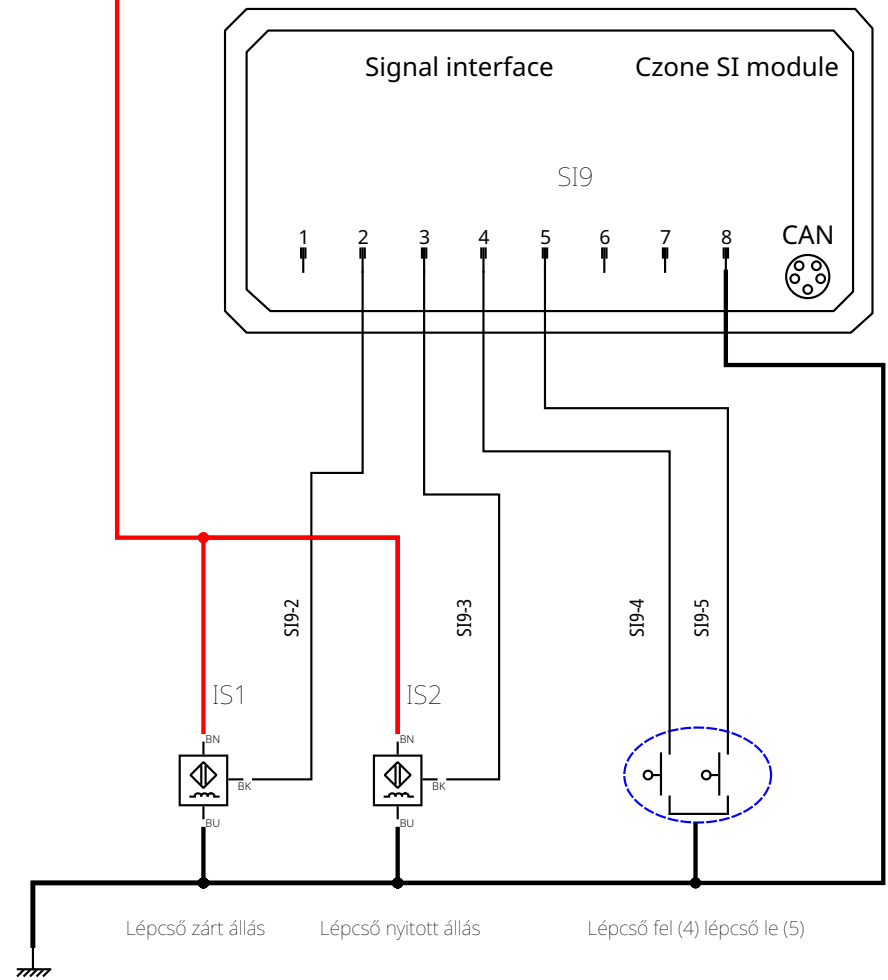 Signal interface Czone SI module
SI9
1 2 3 4 5 6 7 8 CAN
SI9-2 SI9-3 SI9-4 SI9-5
IS1 IS2
BN BN
BK BK
BU BU
Lépcső zárt állás Lépcső nyitott állás Lépcső fel (4) lépcső le (5)